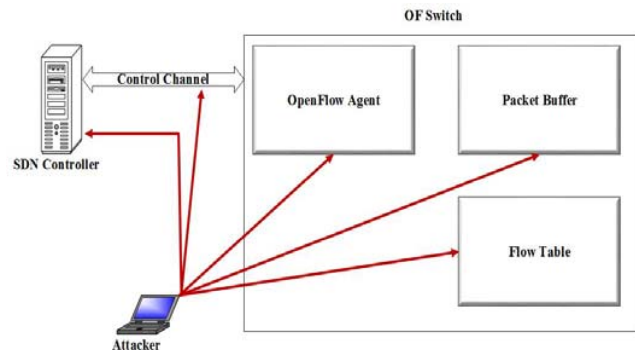 OF Switch
Control Channel
OpenFlow Agent
Packet Buffer
SDN Controller
Flow Table
Attacker